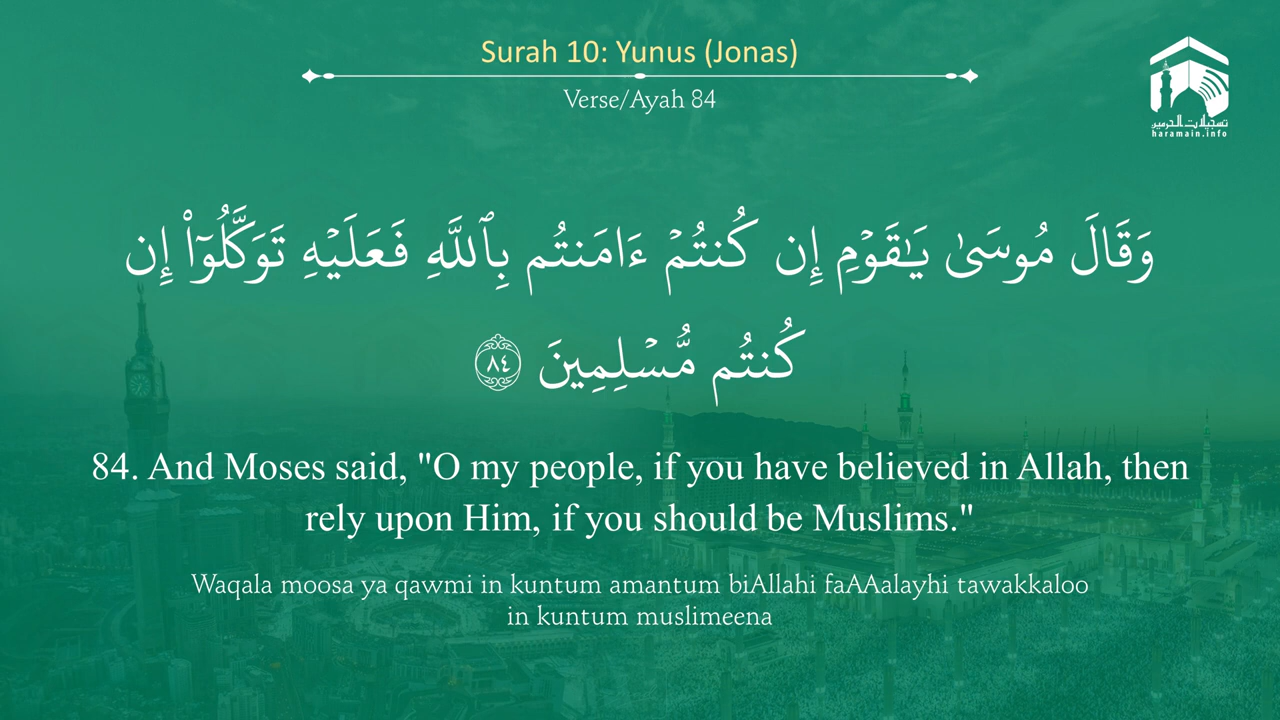 Surah 10: Yunus (Jonas)
Verse/Ayah 84
تسجيلات الحرمين
haramain.info
وَقَالَ مُوسَىٰ يَـٰقَوْمِ إِن كُنتُمْ ءَامَنتُم بِٱللَّهِ فَعَلَيْهِ تَوَكَّلُوٓا۟ إِن
كُنتُم مُّسْلِمِينَ ٨٤
84. And Moses said, "O my people, if you have believed in Allah, then
rely upon Him, if you should be Muslims."
Waqala moosa ya qawmi in kuntum amantum biAllahi faAAalayhi tawakkaloo
in kuntum muslimeena